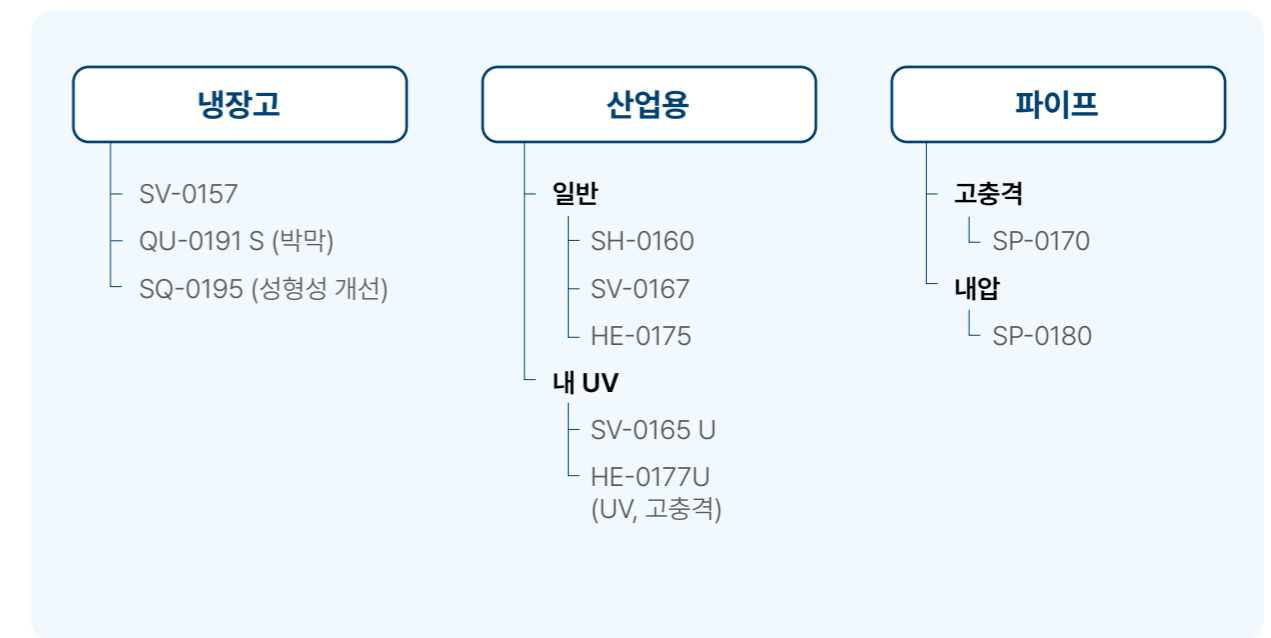 냉장고
SV-0157
QU-0191 S (박막)
SQ-0195 (성형성 개선)
산업용
일반
SH-0160
SV-0167
HE-0175
내 UV
SV-0165 U
HE-0177U
(UV, 고충격)
파이프
고충격
SP-0170
내압
SP-0180